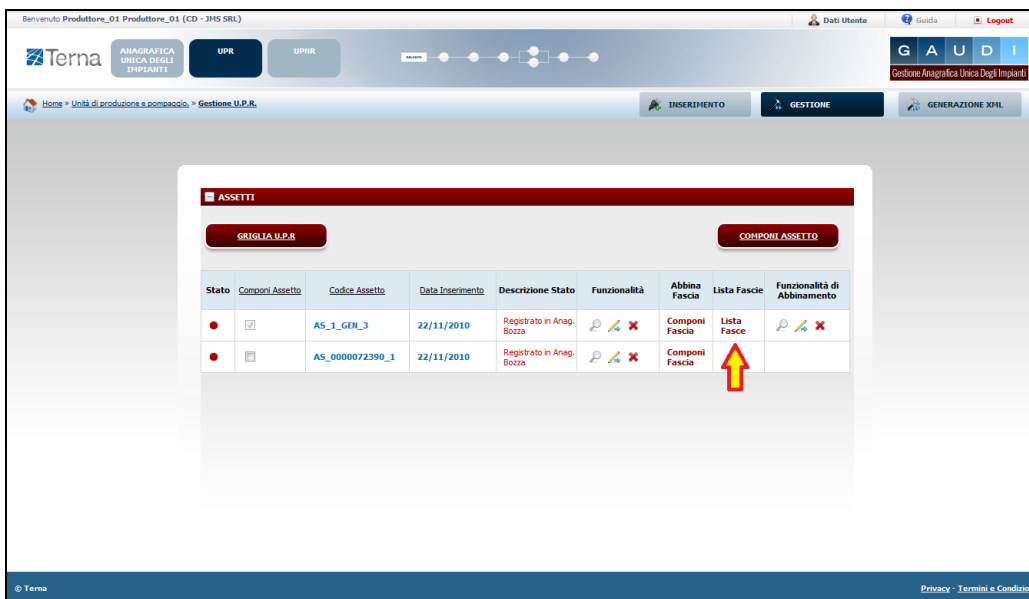 Benvenuto Produttore_01 Produttore_01 (CD - JMS SRL)
Dati Utente
Guida
Logout
Terna
ANAGRAFICA
UNICA DEGLI
IMPIANTI
UPR
UPNR
G A U D I
Gestione Anagrafica Unica Degli Impianti
Home » Unità di produzione e pompaggio. » Gestione U.P.R.
INSERIMENTO
GESTIONE
GENERAZIONE XML
ASSETTI
GRIGLIA U.P.R
COMPONI ASSETTO
Stato Componi Assetto Codice Assetto Data Inserimento Descrizione Stato Funzionalità Abbina Fascia Lista Fascie Funzionalità di Abbinamento
AS_1_GEN_3 22/11/2010 Registrato in Anag. Bozza Componi Fascia Lista Fasce
AS_0000072390_1 22/11/2010 Registrato in Anag. Bozza Componi Fascia
© Terna
Privacy - Termini e Condizio